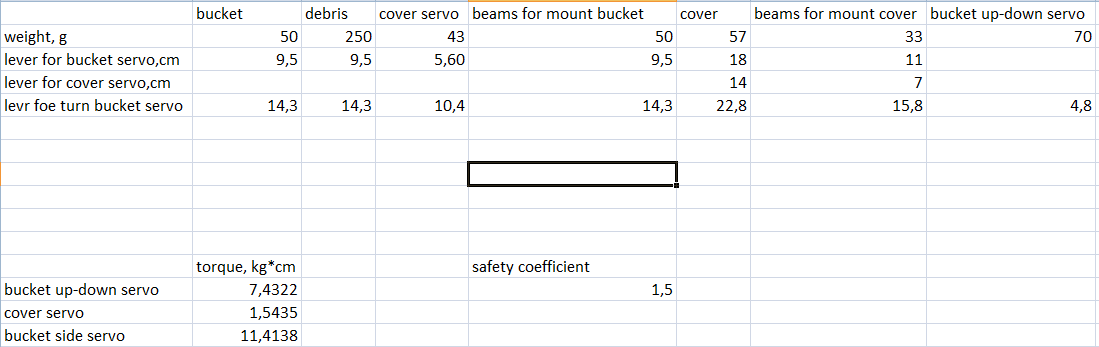 bucket debris cover servo beams for mount bucket cover beams for mount cover bucket up-down servo
weight, g 50 250 43 50 57 33 70
lever for bucket servo,cm 9,5 9,5 5,60 9,5 18 11
lever for cover servo,cm 14 7
levr foe turn bucket servo 14,3 14,3 10,4 14,3 22,8 15,8 4,8
torque, kg*cm safety coefficient
bucket up-down servo 7,4322 1,5
cover servo 1,5435
bucket side servo 11,4138